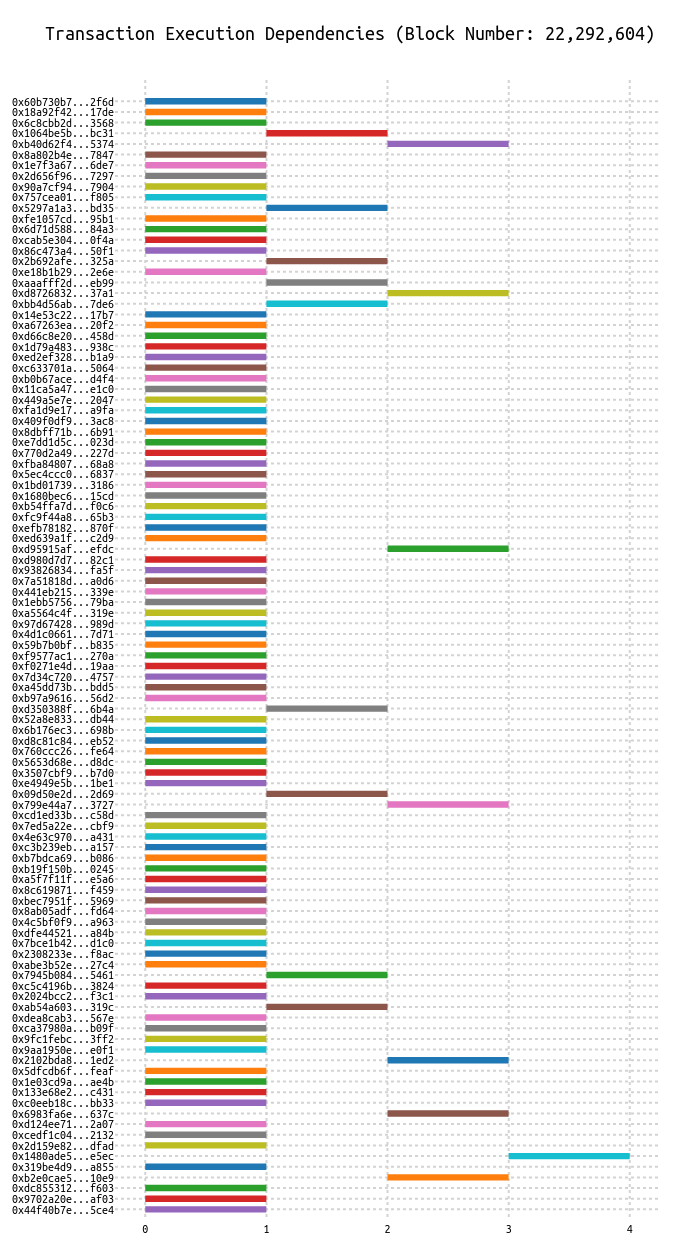 Transaction Execution Dependencies (Block Number: 22,292,604)
0x60b730b7...2f6d
0x18a92f42...17de
0x6c8cbb2d...3568
0x1064be5b...bc31
0xb40d62f4...5374
0x8a802b4e...7847
0x1e7f3a67...6de7
0x2d656f96...7297
0x90a7cf94...7904
0x757cea01...f805
0x5297a1a3...bd35
0xfe1057cd...95b1
0x6d71d588...84a3
0xcab5e304...0f4a
0x86c473a4...50f1
0x2b692afe...325a
0xe18b1b29...2e6e
0xaaafff2d...eb99
0xd8726832...37a1
0xbb4d56ab...7de6
0x14e53c22...17b7
0xa67263ea...20f2
0xd66c8e20...458d
0x1d79a483...938c
0xed2ef328...b1a9
0xc633701a...5064
0xb0b67ace...d4f4
0x11ca5a47...e1c0
0x449a5e7e...2047
0xfa1d9e17...a9fa
0x409f0df9...3ac8
0x8dbff71b...6b91
0xe7dd1d5c...023d
0x770d2a49...227d
0xfba84807...68a8
0x5ec4ccc0...6837
0x1bd01739...3186
0x1680bec6...15cd
0xb54ffa7d...f0c6
0xfc9f44a8...65b3
0xefb78182...870f
0xed639a1f...c2d9
0xd95915af...efdc
0xd980d7d7...82c1
0x93826834...fa5f
0x7a51818d...a0d6
0x441eb215...339e
0x1ebb5756...79ba
0xa5564c4f...319e
0x97d67428...989d
0x4d1c0661...7d71
0x59b7b0bf...b835
0xf9577ac1...270a
0xf0271e4d...19aa
0x7d34c720...4757
0xa45dd73b...bdd5
0xb97a9616...56d2
0xd350388f...6b4a
0x52a8e833...db44
0x6b176ec3...698b
0xd8c81c84...eb52
0x760ccc26...fe64
0x5653d68e...d8dc
0x3507cbf9...b7d0
0xe4949e5b...1be1
0x09d50e2d...2d69
0x799e44a7...3727
0xcd1ed33b...c58d
0x7ed5a22e...cbf9
0x4e63c970...a431
0xc3b239eb...a157
0xb7bdca69...b086
0xb19f150b...0245
0xa5f7f11f...e5a6
0x8c619871...f459
0xbec7951f...5969
0x8ab05adf...fd64
0x4c5bf0f9...a963
0xdfe44521...a84b
0x7bce1b42...d1c0
0x2308233e...f8ac
0xabe3b52e...27c4
0x7945b084...5461
0xc5c4196b...3824
0x2024bcc2...f3c1
0xab54a603...319c
0xdea8cab3...567e
0xca37980a...b09f
0x9fc1febc...3ff2
0x9aa1950e...e0f1
0x2102bda8...1ed2
0x5dfcdb6f...feaf
0x1e03cd9a...ae4b
0x133e68e2...c431
0xc0eeb18c...bb33
0x6983fa6e...637c
0xd124ee71...2a07
0xcedf1c04...2132
0x2d159e82...dfad
0x1480ade5...e5ec
0x319be4d9...a855
0xb2e0cae5...10e9
0xdc855312...f603
0x9702a20e...af03
0x44f40b7e...5ce4
0 1 2 3 4